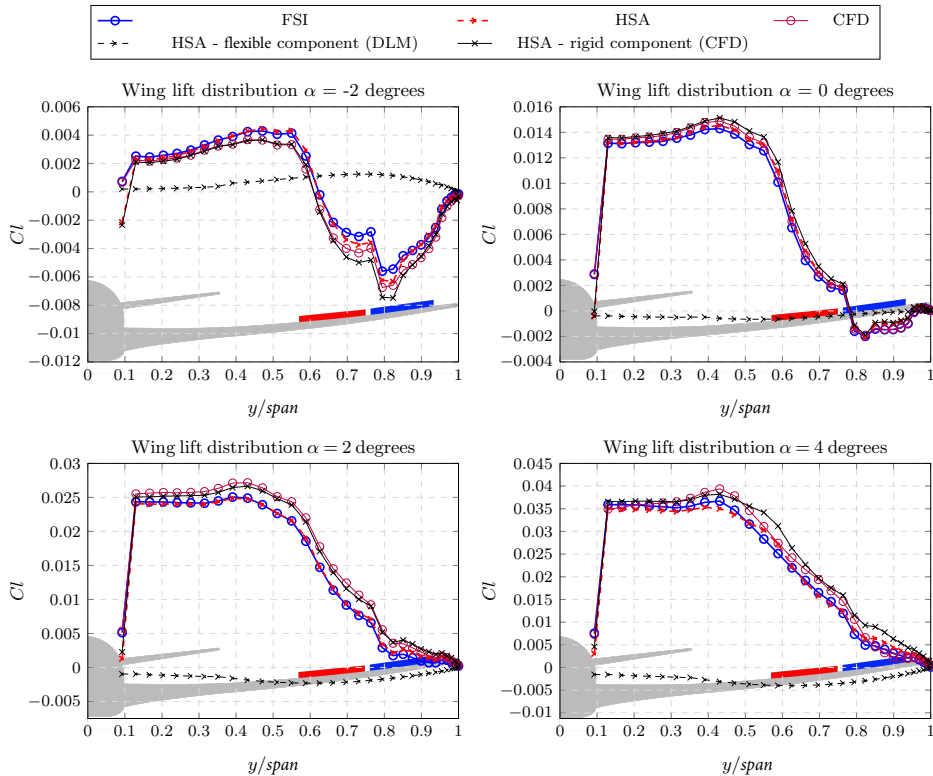 FSI HSA CFD
HSA - flexible component (DLM) HSA - rigid component (CFD)
Wing lift distribution α = -2 degrees
0.006
0.004
0.002
0
−0.002
−0.004
−0.006
−0.008
−0.01
−0.012
Cl
0 0.1 0.2 0.3 0.4 0.5 0.6 0.7 0.8 0.9 1
y/span
Wing lift distribution α = 0 degrees
0.016
0.014
0.012
0.01
0.008
0.006
0.004
0.002
0
−0.002
−0.004
Cl
0 0.1 0.2 0.3 0.4 0.5 0.6 0.7 0.8 0.9 1
y/span
Wing lift distribution α = 2 degrees
0.03
0.025
0.02
0.015
0.01
0.005
0
−0.005
Cl
0 0.1 0.2 0.3 0.4 0.5 0.6 0.7 0.8 0.9 1
y/span
Wing lift distribution α = 4 degrees
0.045
0.04
0.035
0.03
0.025
0.02
0.015
0.01
0.005
0
−0.005
−0.01
Cl
0 0.1 0.2 0.3 0.4 0.5 0.6 0.7 0.8 0.9 1
y/span